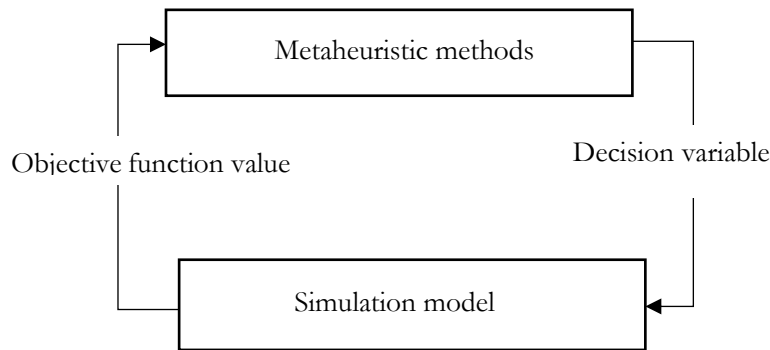 Metaheuristic methods
Objective function value
Decision variable
Simulation model